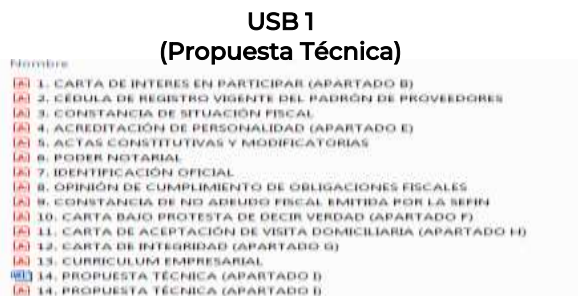 USB 1
(Propuesta Técnica)
Nombre
1. CARTA DE INTERES EN PARTICIPAR (APARTADO B)
2. CÉDULA DE REGISTRO VIGENTE DEL PADRÓN DE PROVEEDORES
3. CONSTANCIA DE SITUACIÓN FISCAL
4. ACREDITACIÓN DE PERSONALIDAD (APARTADO E)
5. ACTAS CONSTITUTIVAS Y MODIFICATORIAS
6. PODER NOTARIAL
7. IDENTIFICACIÓN OFICIAL
8. OPINIÓN DE CUMPLIMIENTO DE OBLIGACIONES FISCALES
9. CONSTANCIA DE NO ADEUDO FISCAL EMITIDA POR LA SEFIN
10. CARTA BAJO PROTESTA DE DECIR VERDAD (APARTADO F)
11. CARTA DE ACEPTACIÓN DE VISITA DOMICILIARIA (APARTADO H)
12. CARTA DE INTEGRIDAD (APARTADO G)
13. CURRICULUM EMPRESARIAL
14. PROPUESTA TÉCNICA (APARTADO I)
14. PROPUESTA TÉCNICA (APARTADO I)